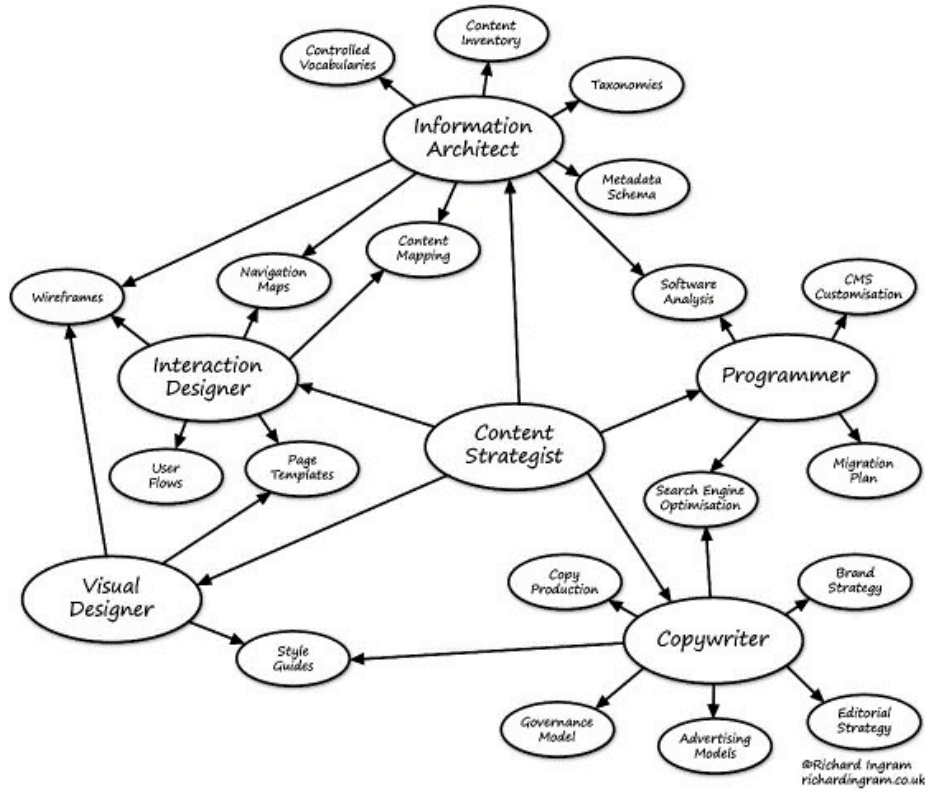 Content
Inventory
Controlled
Vocabularies
Taxonomies
Information
Architect
Metadata
Schema
Content
Mapping
Navigation
Maps
Wireframes
Software
Analysis
CMS
Customisation
Interaction
Designer
Programmer
Content
Strategist
User
Flows
Page
Templates
Search Engine
Optimisation
Migration
Plan
Visual
Designer
Copy
Production
Brand
Strategy
Copywriter
Style
Guides
Governance
Model
Advertising
Models
Editorial
Strategy
@Richard Ingram
richardingram.co.uk